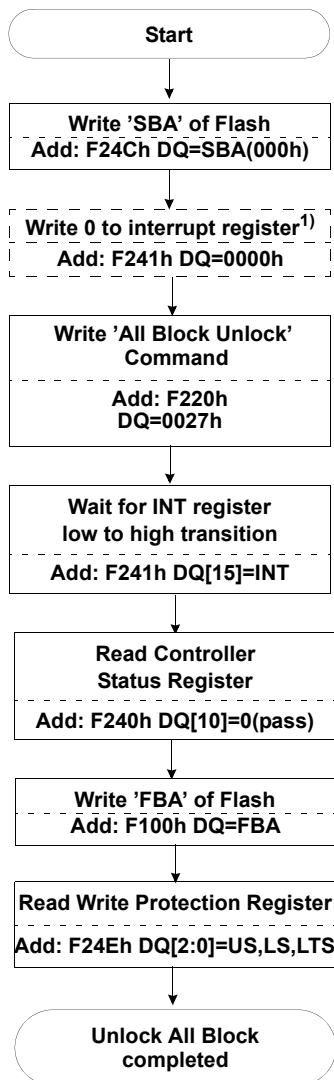 Start
Write 'SBA' of Flash
Add: F24Ch DQ=SBA(000h)
Write 0 to interrupt register1)
Add: F241h DQ=0000h
Write 'All Block Unlock'
Command
Add: F220h
DQ=0027h
Wait for INT register
low to high transition
Add: F241h DQ[15]=INT
Read Controller
Status Register
Add: F240h DQ[10]=0(pass)
Write 'FBA' of Flash
Add: F100h DQ=FBA
Read Write Protection Register
Add: F24Eh DQ[2:0]=US,LS,LTS
Unlock All Block
completed